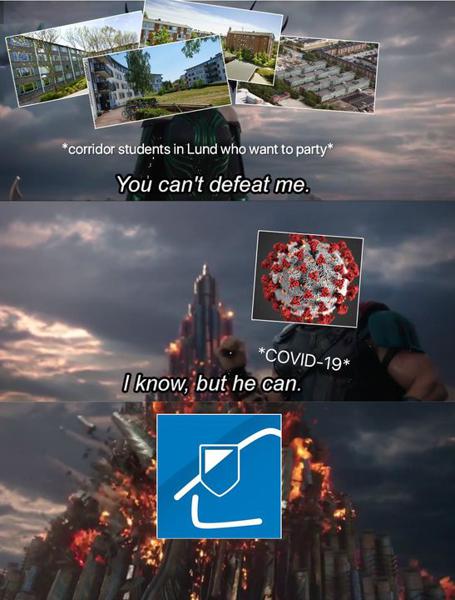 *corridor students in Lund who want to party*
You can't defeat me.
*COVID-19*
I know, but he can.